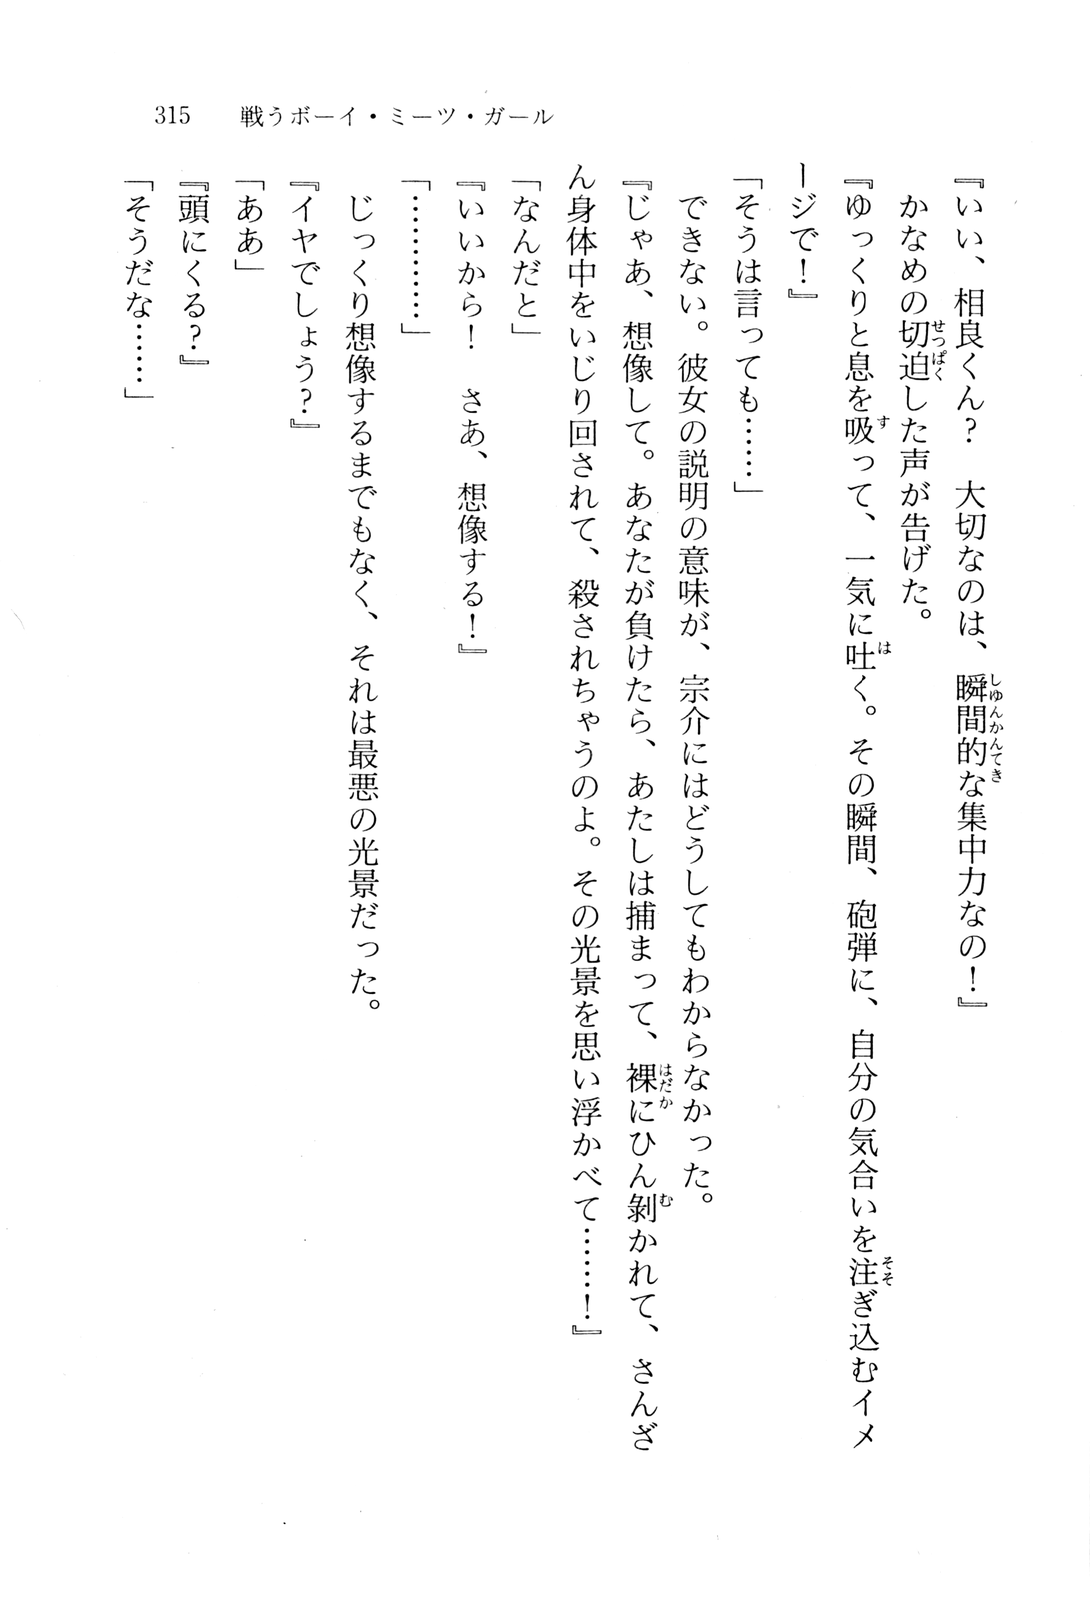 315 戦うボーイ・ミーツ・ガール
『いい、相良くん？　大切なのは、瞬間的な集中力なの！』
かなめの切迫した声が告げた。
『ゆっくりと息を吸って、一気に吐く。その瞬間、砲弾に、自分の気合いを注ぎ込むイメ
ージで！』
「そうは言っても……」
できない。彼女の説明の意味が、宗介にはどうしてもわからなかった。
『じゃあ、想像して。あなたが負けたら、あたしは捕まって、裸にひん剝かれて、さんざ
ん身体中をいじり回されて、殺されちゃうのよ。その光景を思い浮かべて……！』
「なんだと」
『いいから！　さあ、想像する！』
「…………」
じっくり想像するまでもなく、それは最悪の光景だった。
『イヤでしょう？』
「ああ」
『頭にくる？』
「そうだな……」